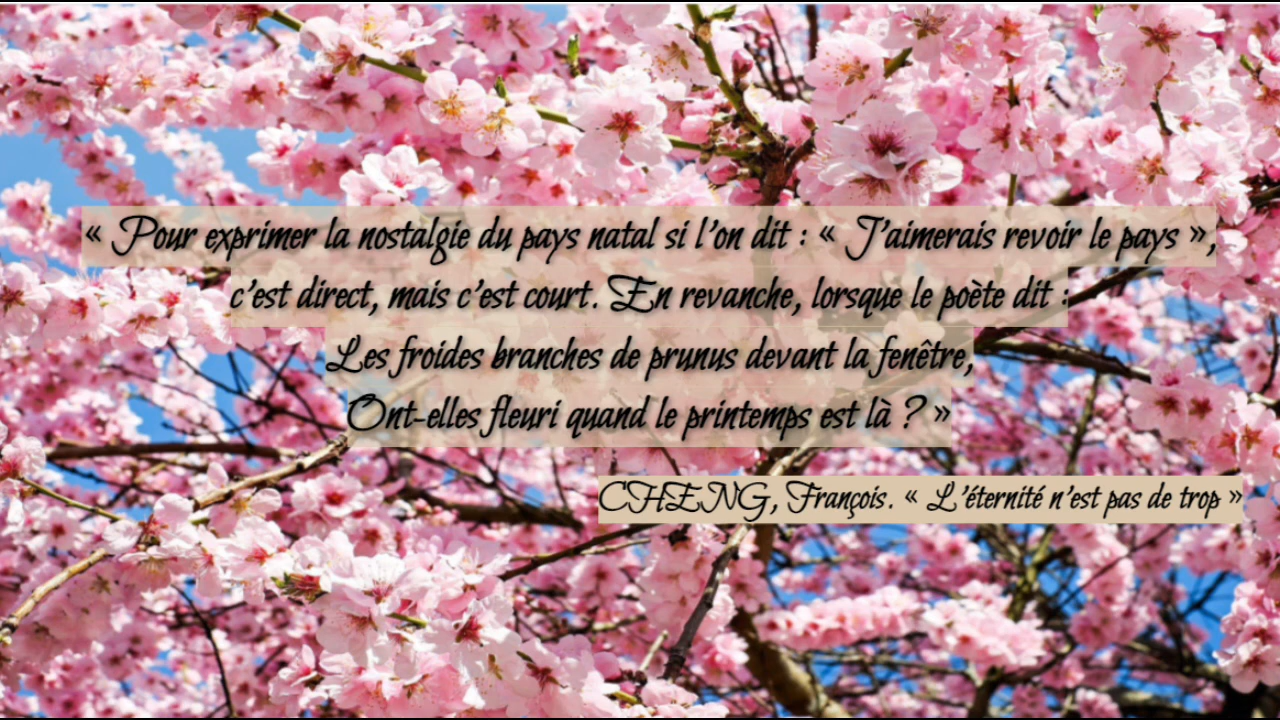 « Pour exprimer la nostalgie du pays natal si l'on dit : « J'aimerais revoir le pays »,
c'est direct, mais c'est court. En revanche, lorsque le poète dit :
Les froides branches de prunus devant la fenêtre,
Ont-elles fleuri quand le printemps est là ? »
CHENG, François. « L'éternité n'est pas de trop »